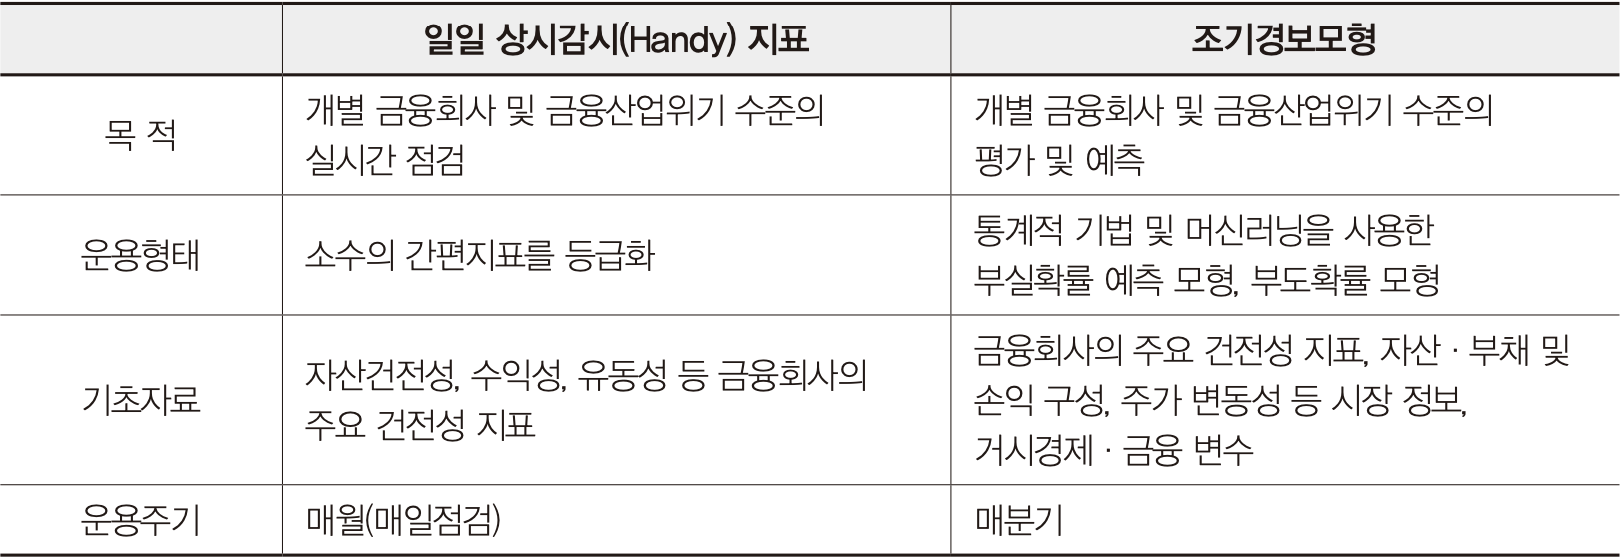 일일 상시감시(Handy) 지표
조기경보모형
목 적
개별 금융회사 및 금융산업위기 수준의
실시간 점검
개별 금융회사 및 금융산업위기 수준의
평가 및 예측
운용형태
소수의 간편지표를 등급화
통계적 기법 및 머신러닝을 사용한
부실확률 예측 모형, 부도확률 모형
기초자료
자산건전성, 수익성, 유동성 등 금융회사의
주요 건전성 지표
금융회사의 주요 건전성 지표, 자산 · 부채 및
손익 구성, 주가 변동성 등 시장 정보,
거시경제 · 금융 변수
운용주기
매월(매일점검)
매분기